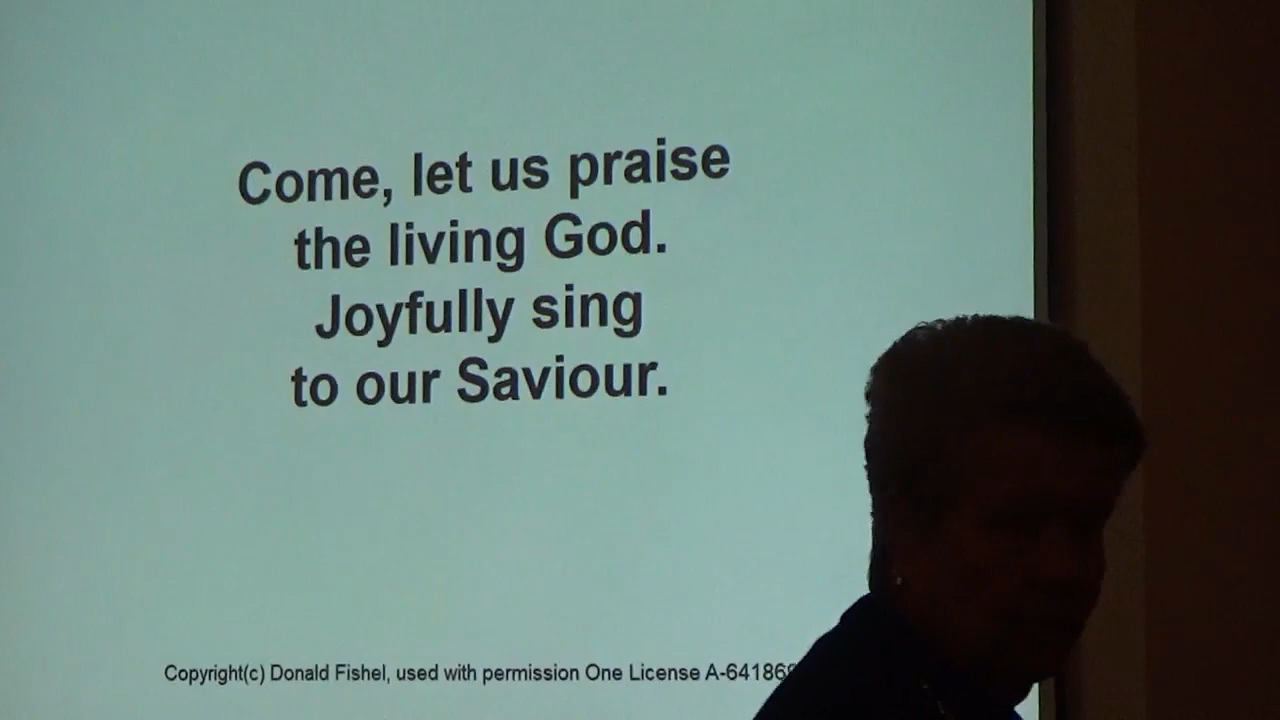 Come, let us praise
the living God.
Joyfully sing
to our Saviour.
Copyright(c) Donald Fishel, used with permission One License A-64186